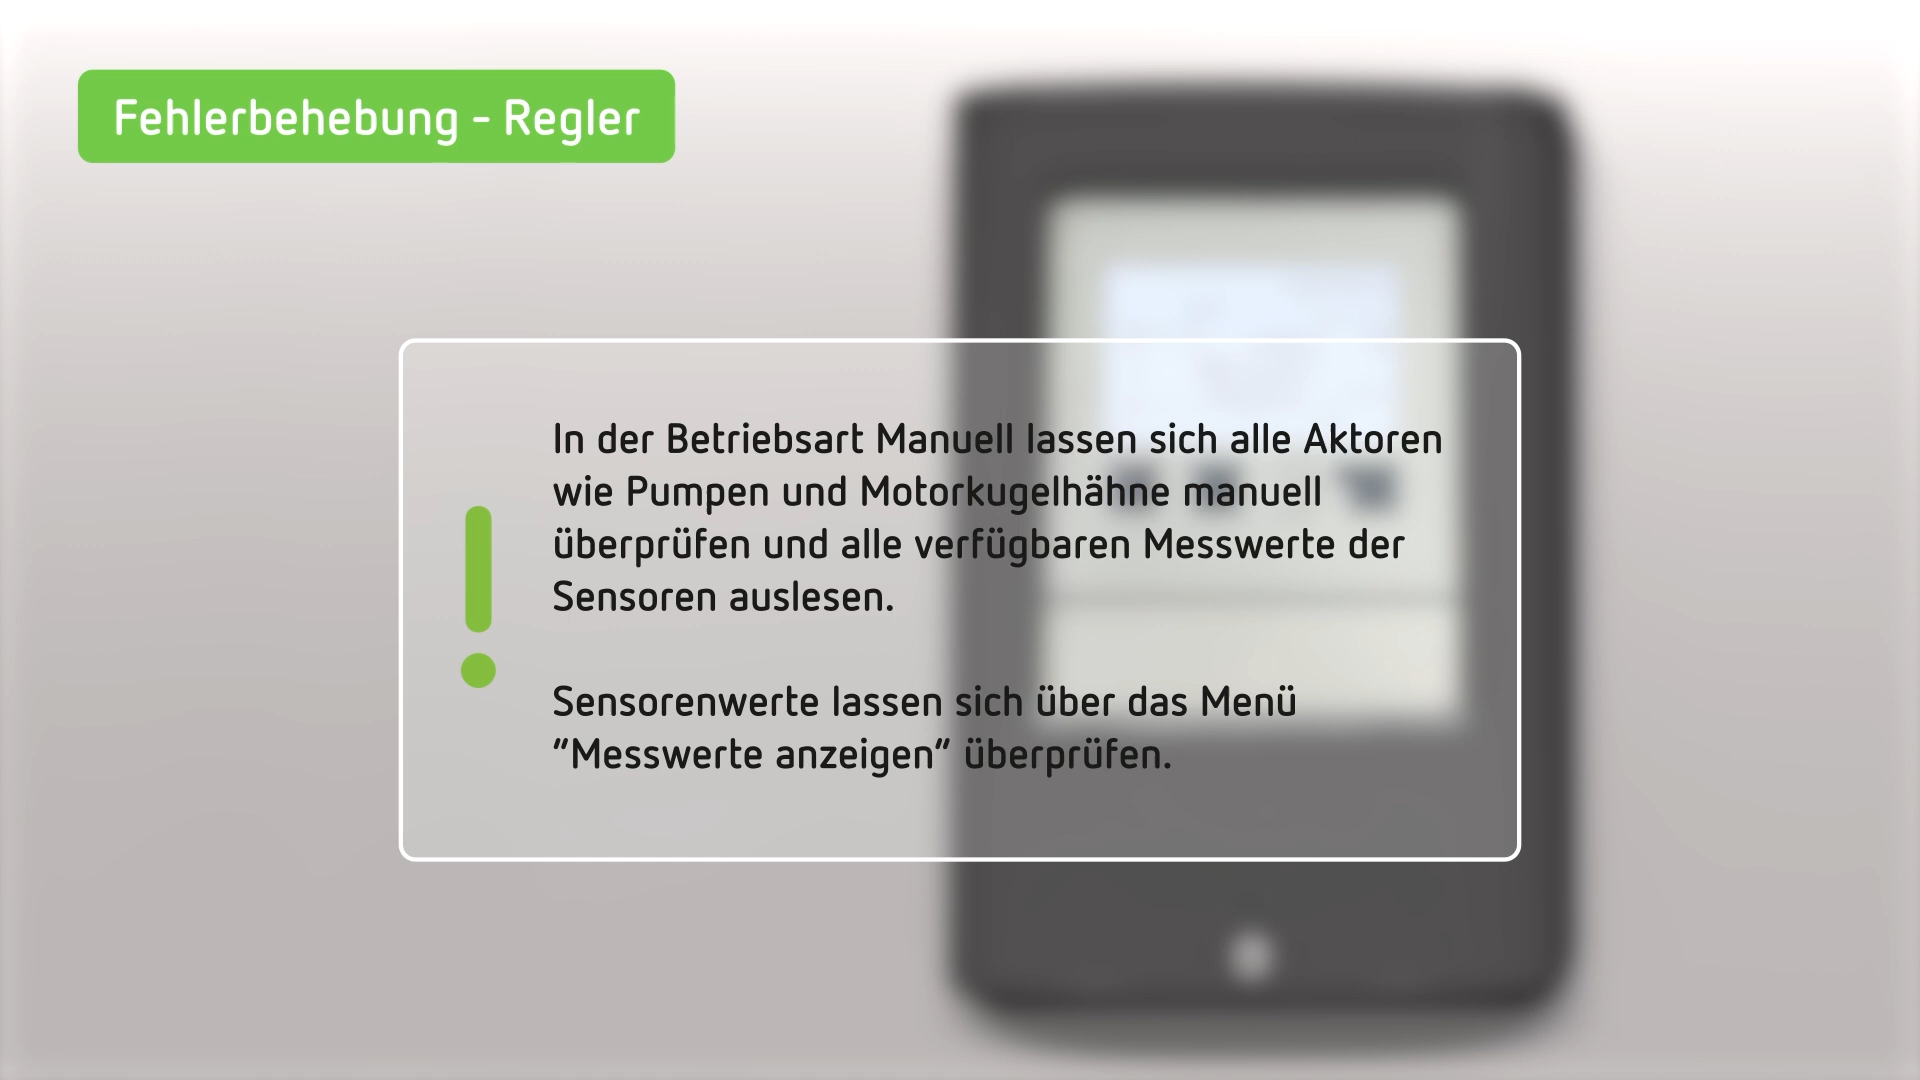 Fehlerbehebung - Regler
In der Betriebsart Manuell lassen sich alle Aktoren
wie Pumpen und Motorkugelhähne manuell
überprüfen und alle verfügbaren Messwerte der
Sensoren auslesen.
Sensorenwerte lassen sich über das Menü
“Messwerte anzeigen“ überprüfen.